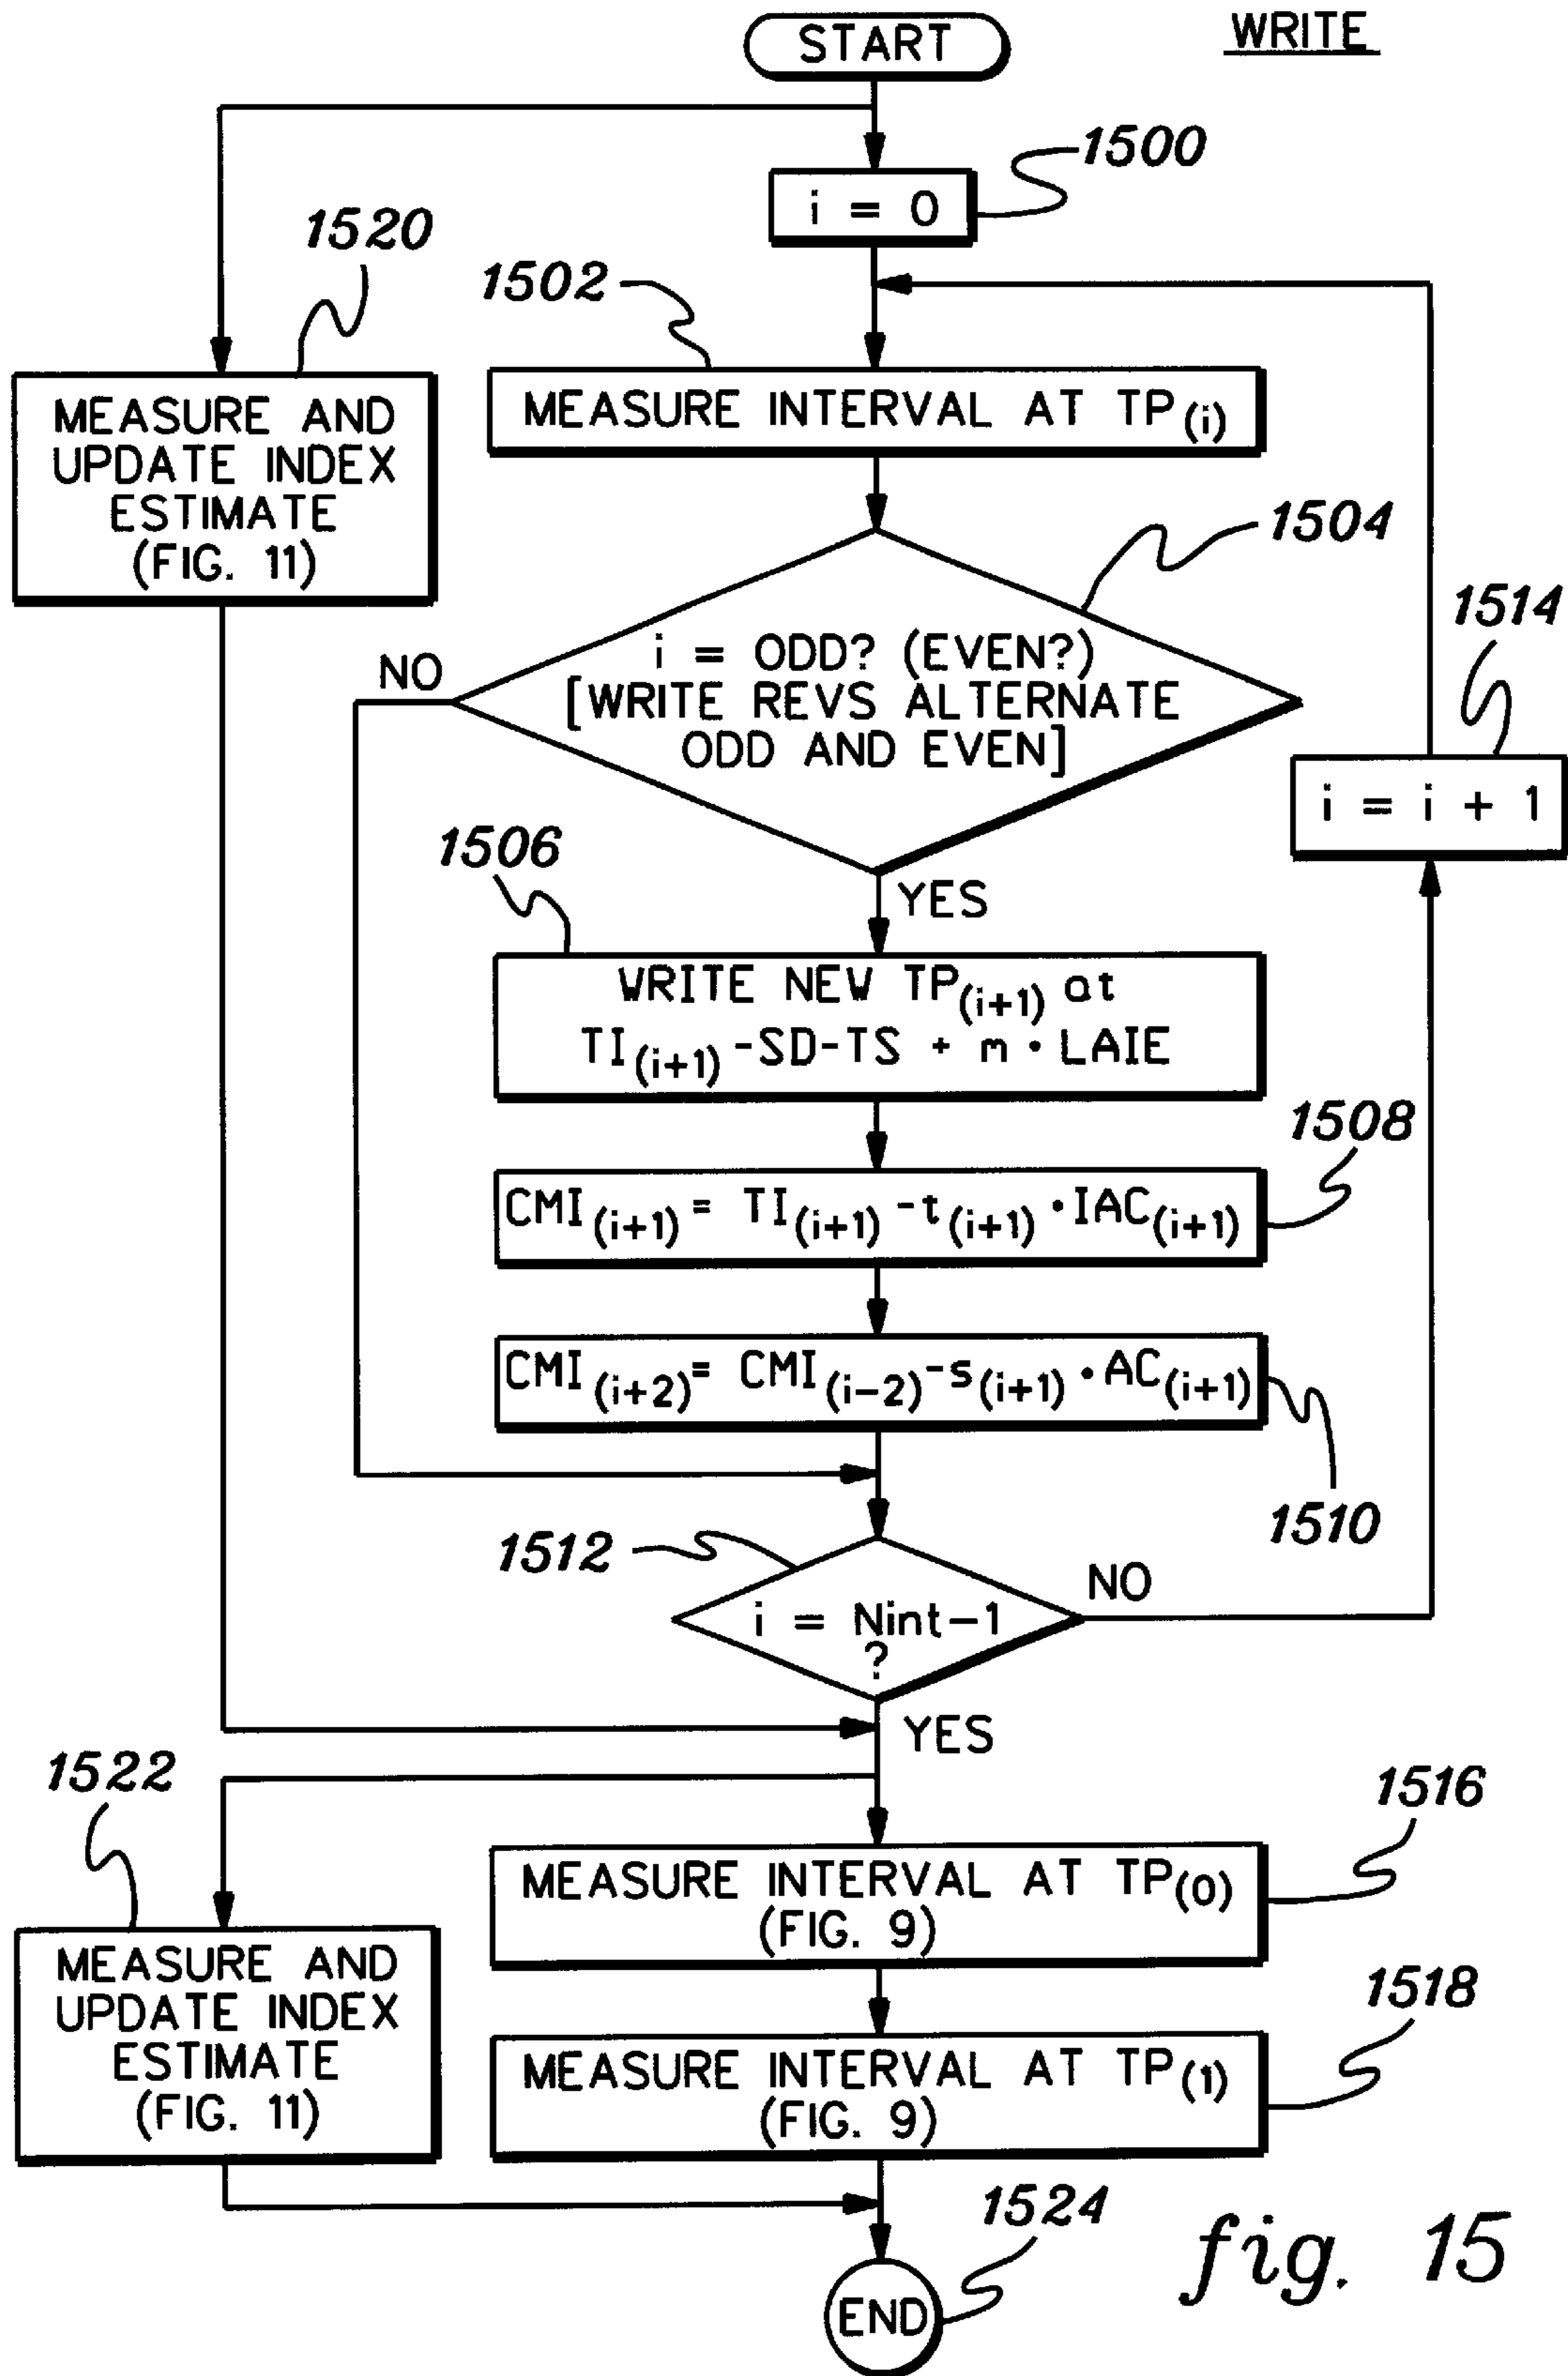 WRITE
START
1500
i = 0
1520
1502
MEASURE AND
UPDATE INDEX
ESTIMATE
(FIG. 11)
MEASURE INTERVAL AT TP(i)
1504
1514
NO
i = ODD? (EVEN?)
[WRITE REVS ALTERNATE
ODD AND EVEN]
i = i + 1
1506
YES
WRITE NEW TP(i+1) at
TI(i+1) -SD-TS + m • LAIE
1508
CMI(i+1) = TI(i+1) -t(i+1) • IAC(i+1)
CMI(i+2) = CMI(i-2) -s(i+1) • AC(i+1)
1510
1512
NO
i = Nint-1
?
YES
1522
1516
MEASURE INTERVAL AT TP(0)
(FIG. 9)
MEASURE AND
UPDATE INDEX
ESTIMATE
(FIG. 11)
1518
MEASURE INTERVAL AT TP(1)
(FIG. 9)
1524
END
fig. 15